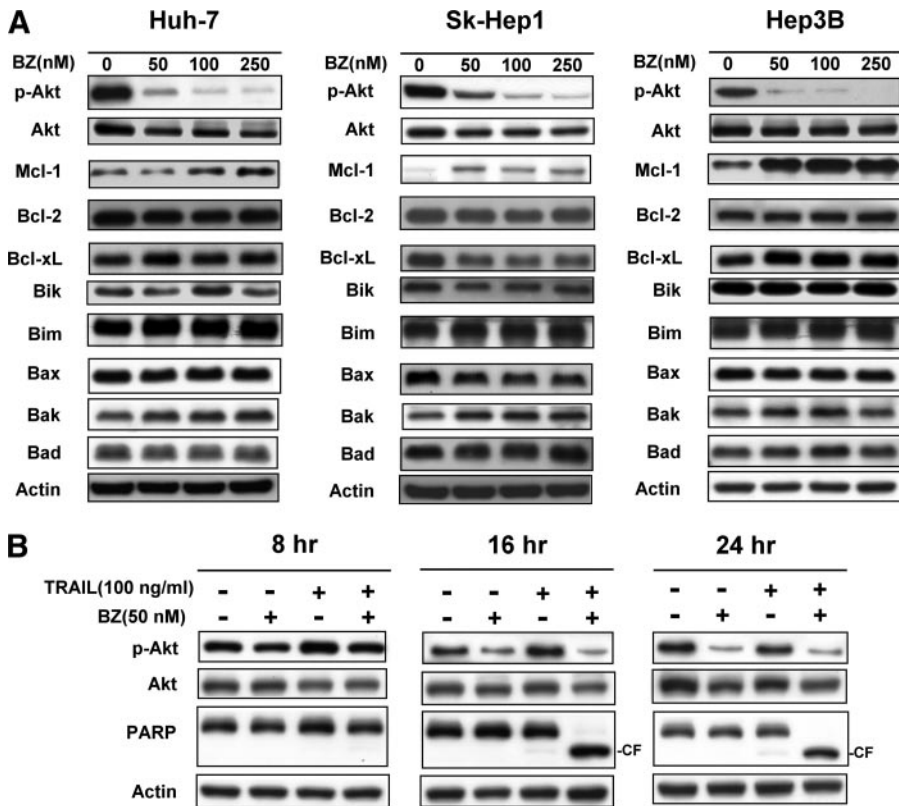 A
Huh-7 Sk-Hep1 Hep3B
BZ(nM) 0 50 100 250 BZ(nM) 0 50 100 250 BZ(nM) 0 50 100 250
p-Akt p-Akt p-Akt
Akt Akt Akt
Mcl-1 Mcl-1 Mcl-1
Bcl-2 Bcl-2 Bcl-2
Bcl-xL Bcl-xL Bcl-xL
Bik Bik Bik
Bim Bim Bim
Bax Bax Bax
Bak Bak Bak
Bad Bad Bad
Actin Actin Actin
B
8 hr 16 hr 24 hr
TRAIL(100 ng/ml) - - + + - - + + - - + +
BZ(50 nM) - + - + - + - + - + - +
p-Akt
Akt
PARP
-CF -CF
Actin